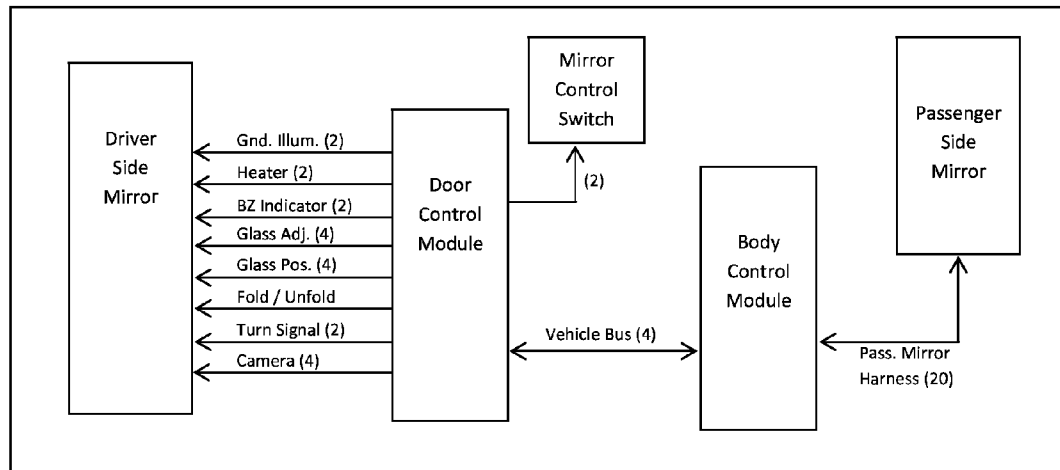 Driver
Side
Mirror
Gnd. Illum. (2)
Heater (2)
BZ Indicator (2)
Glass Adj. (4)
Glass Pos. (4)
Fold / Unfold
Turn Signal (2)
Camera (4)
Door
Control
Module
Mirror
Control
Switch
(2)
Vehicle Bus (4)
Body
Control
Module
Passenger
Side
Mirror
Pass. Mirror
Harness (20)